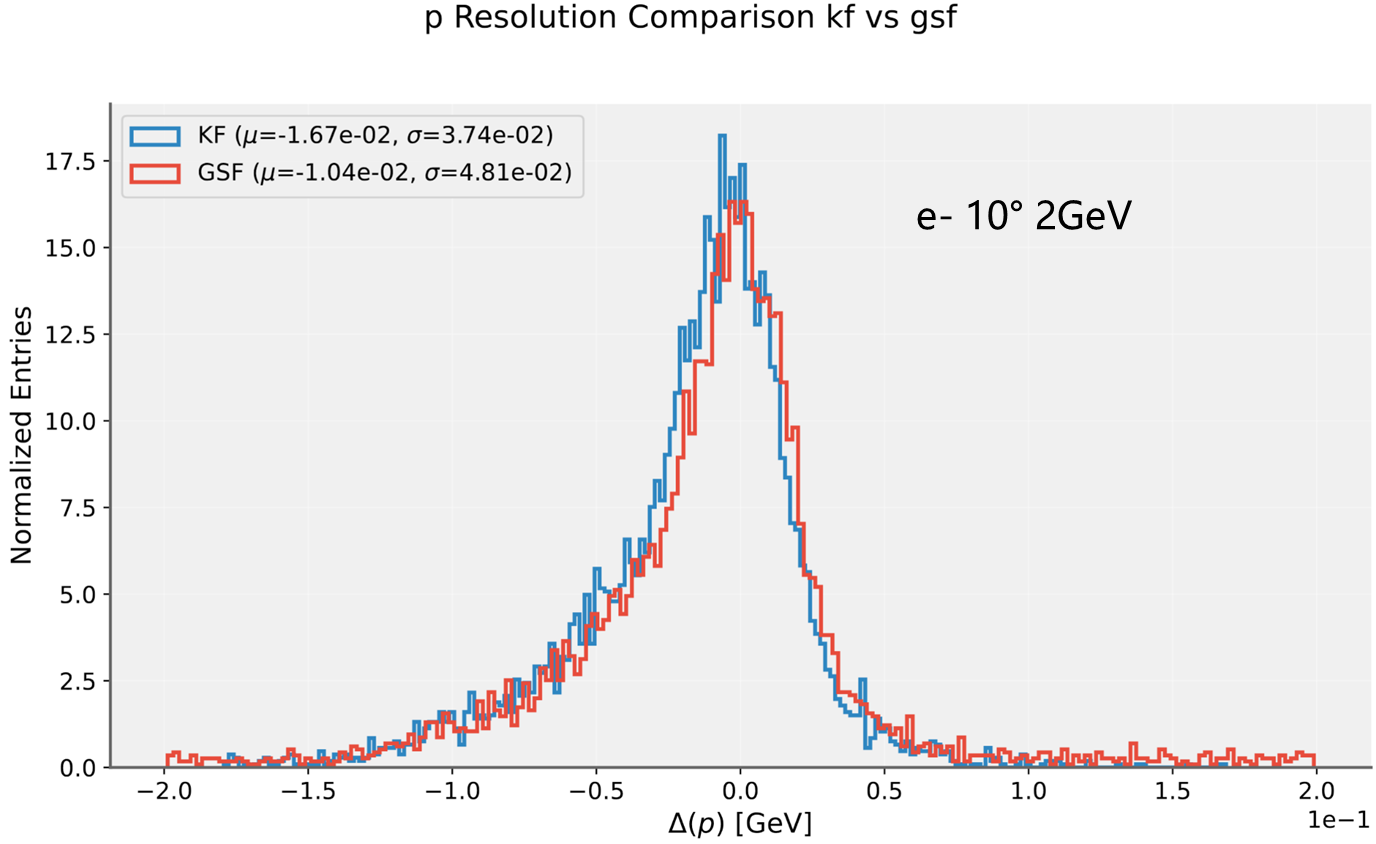 p Resolution Comparison kf vs gsf
KF (μ=-1.67e-02, σ=3.74e-02)
GSF (μ=-1.04e-02, σ=4.81e-02)
e- 10° 2GeV
Normalized Entries
17.5
15.0
12.5
10.0
7.5
5.0
2.5
0.0
−2.0 −1.5 −1.0 −0.5 0.0 0.5 1.0 1.5 2.0
1e−1
Δ(p) [GeV]